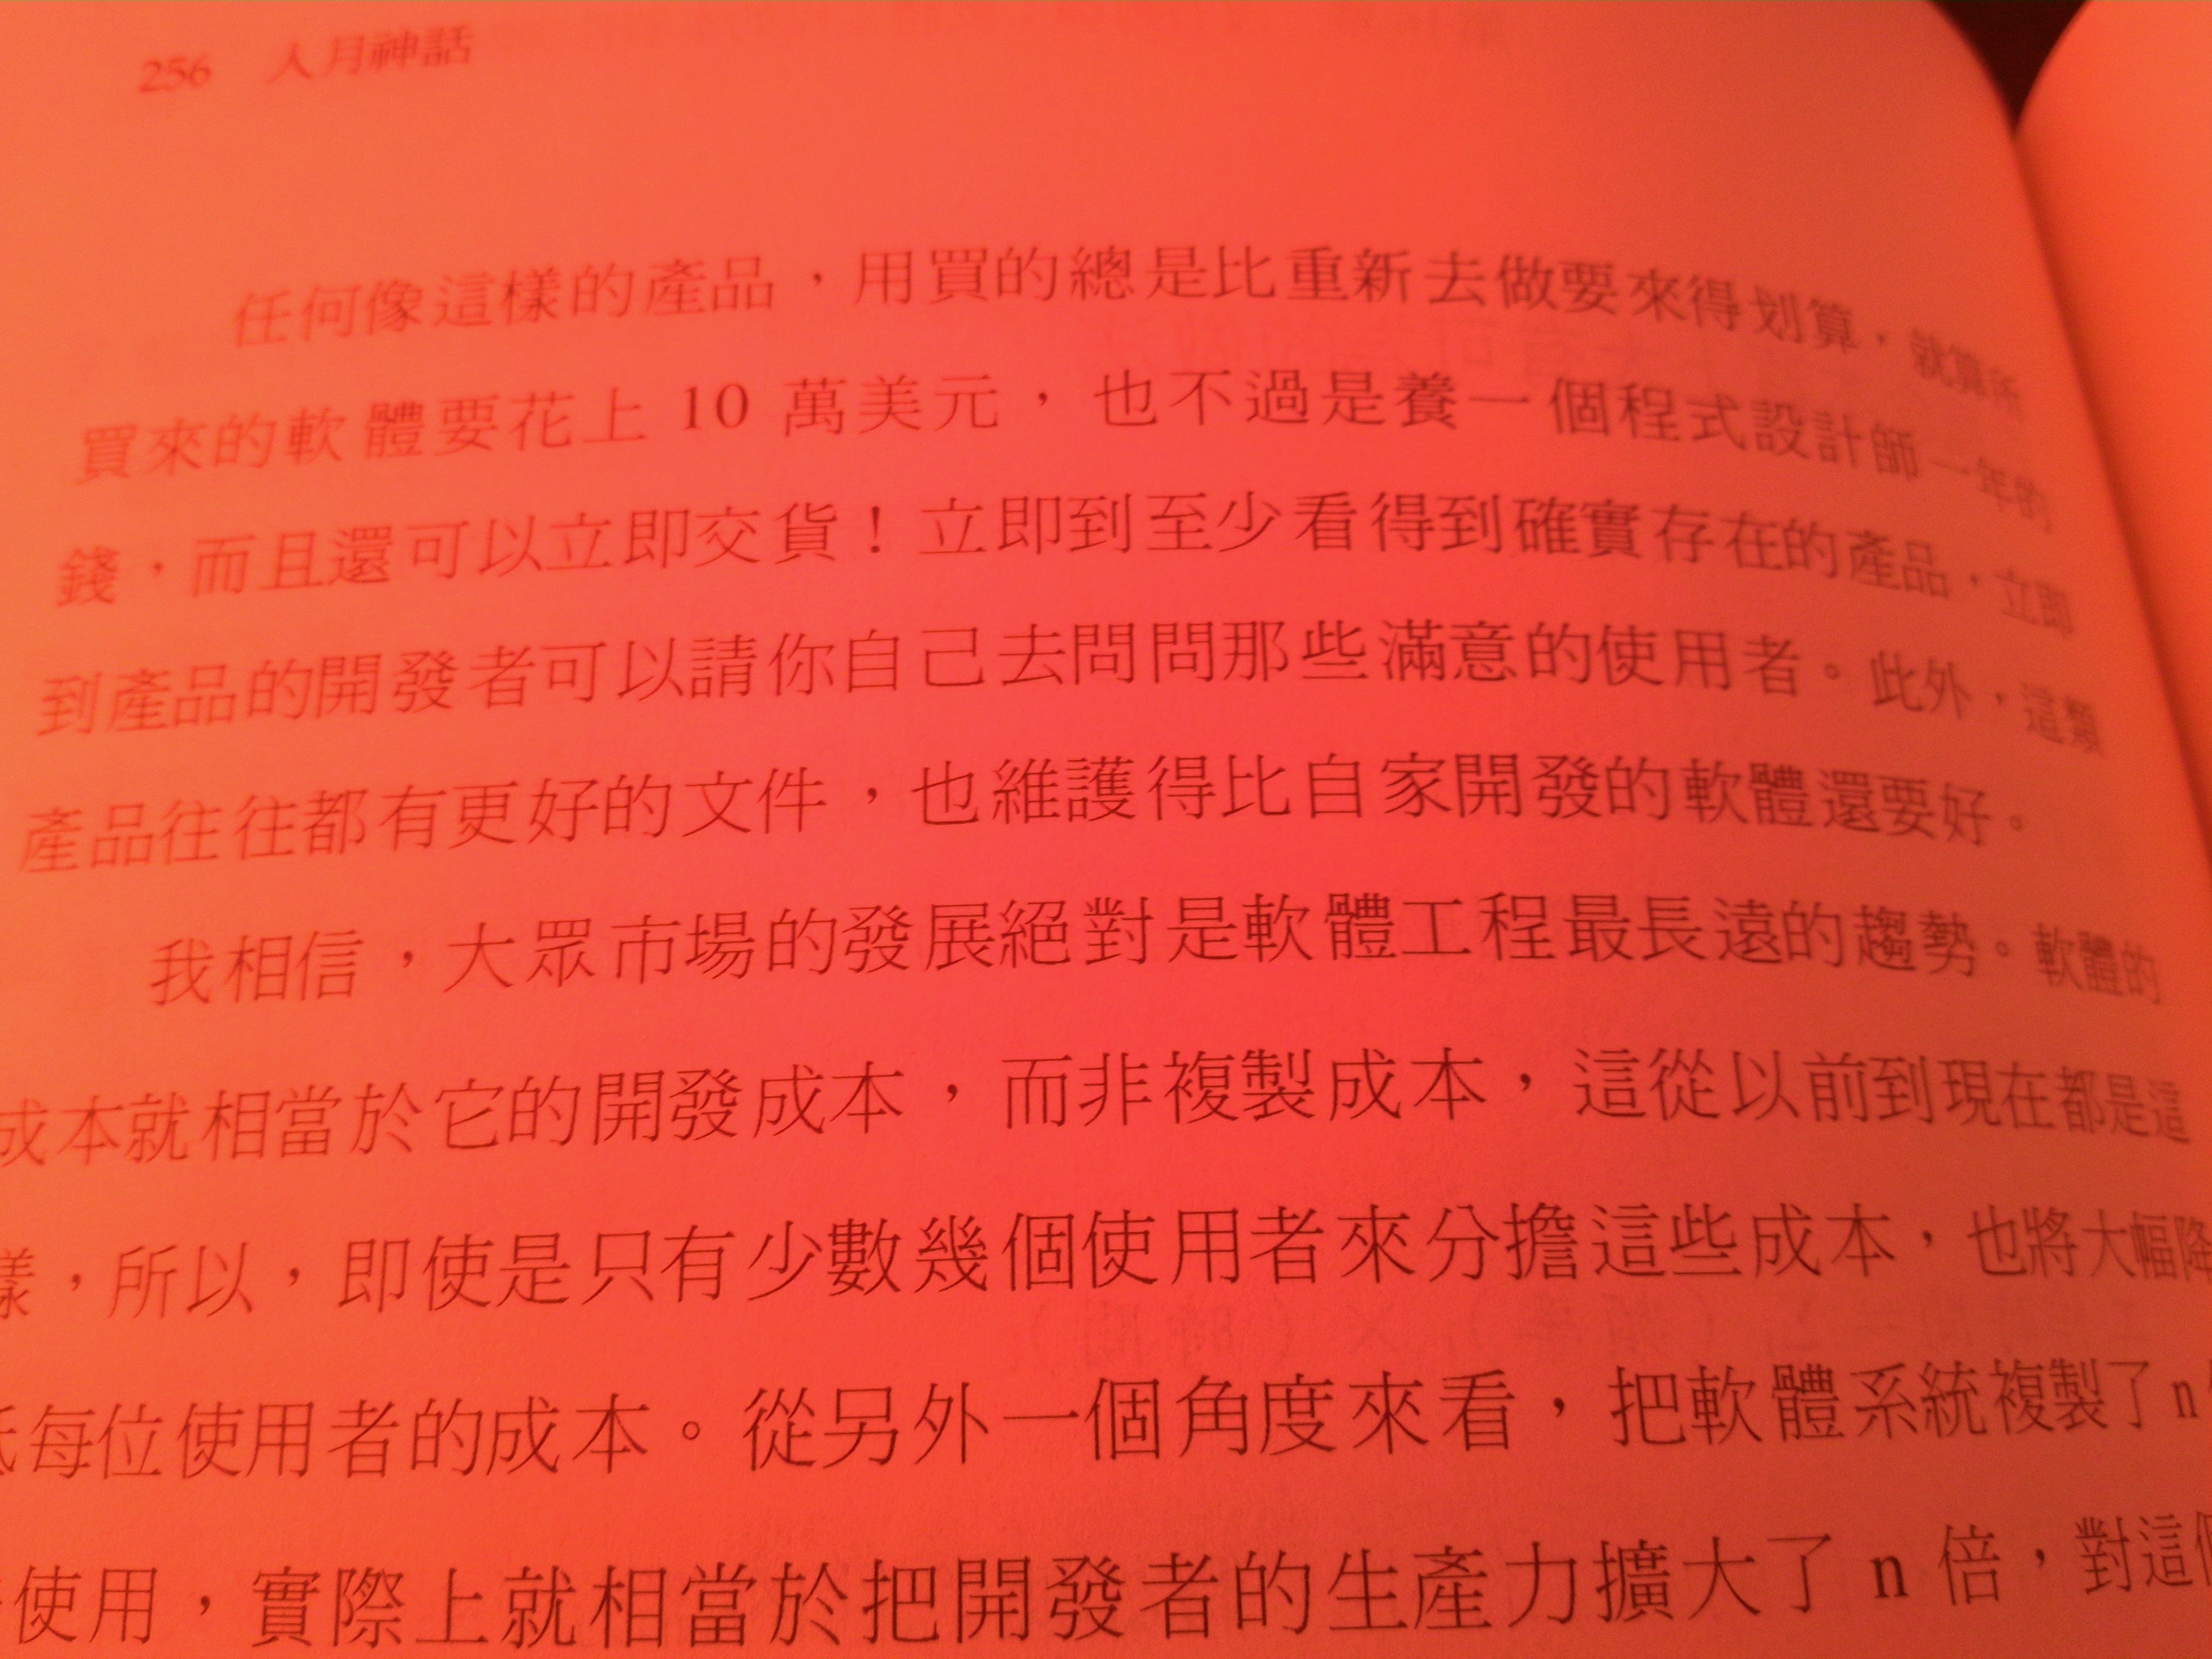 256 人月神話
任何像這樣的產品，用買的總是比重新去做要來得划算，就算所
買來的軟體要花上 10 萬美元，也不過是養一個程式設計師一年的
錢，而且還可以立即交貨！立即到至少看得到確實存在的產品，立即
到產品的開發者可以請你自己去問問那些滿意的使用者。此外，這類
產品往往都有更好的文件，也維護得比自家開發的軟體還要好。
我相信，大眾市場的發展絕對是軟體工程最長遠的趨勢。軟體的
成本就相當於它的開發成本，而非複製成本，這從以前到現在都是這
樣，所以，即使是只有少數幾個使用者來分擔這些成本，也將大幅降
低每位使用者的成本。從另外一個角度來看，把軟體系統複製了 n
使用，實際上就相當於把開發者的生產力擴大了 n 倍，對這個